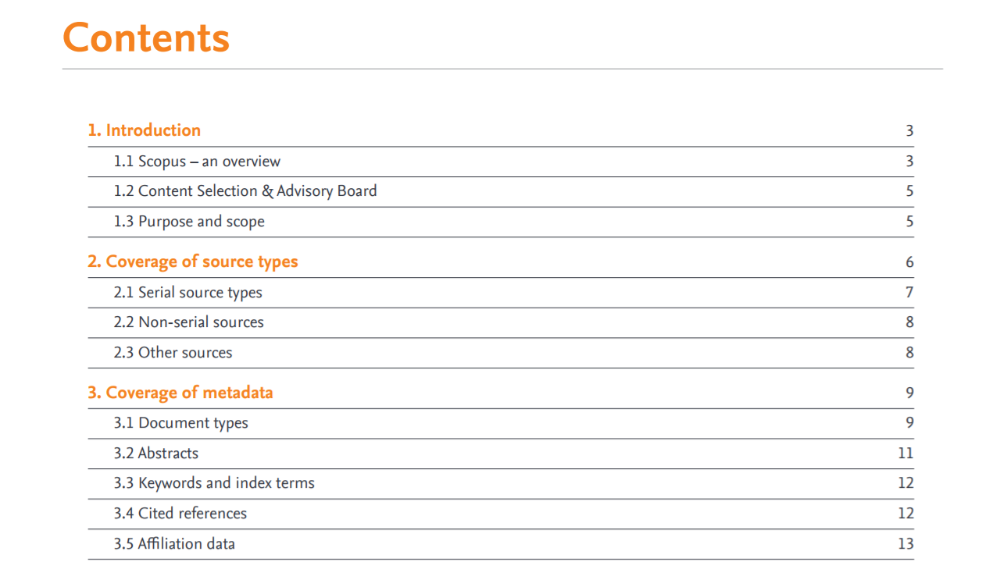 Contents
1. Introduction 3
1.1 Scopus – an overview 3
1.2 Content Selection & Advisory Board 5
1.3 Purpose and scope 5
2. Coverage of source types 6
2.1 Serial source types 7
2.2 Non-serial sources 8
2.3 Other sources 8
3. Coverage of metadata 9
3.1 Document types 9
3.2 Abstracts 11
3.3 Keywords and index terms 12
3.4 Cited references 12
3.5 Affiliation data 13